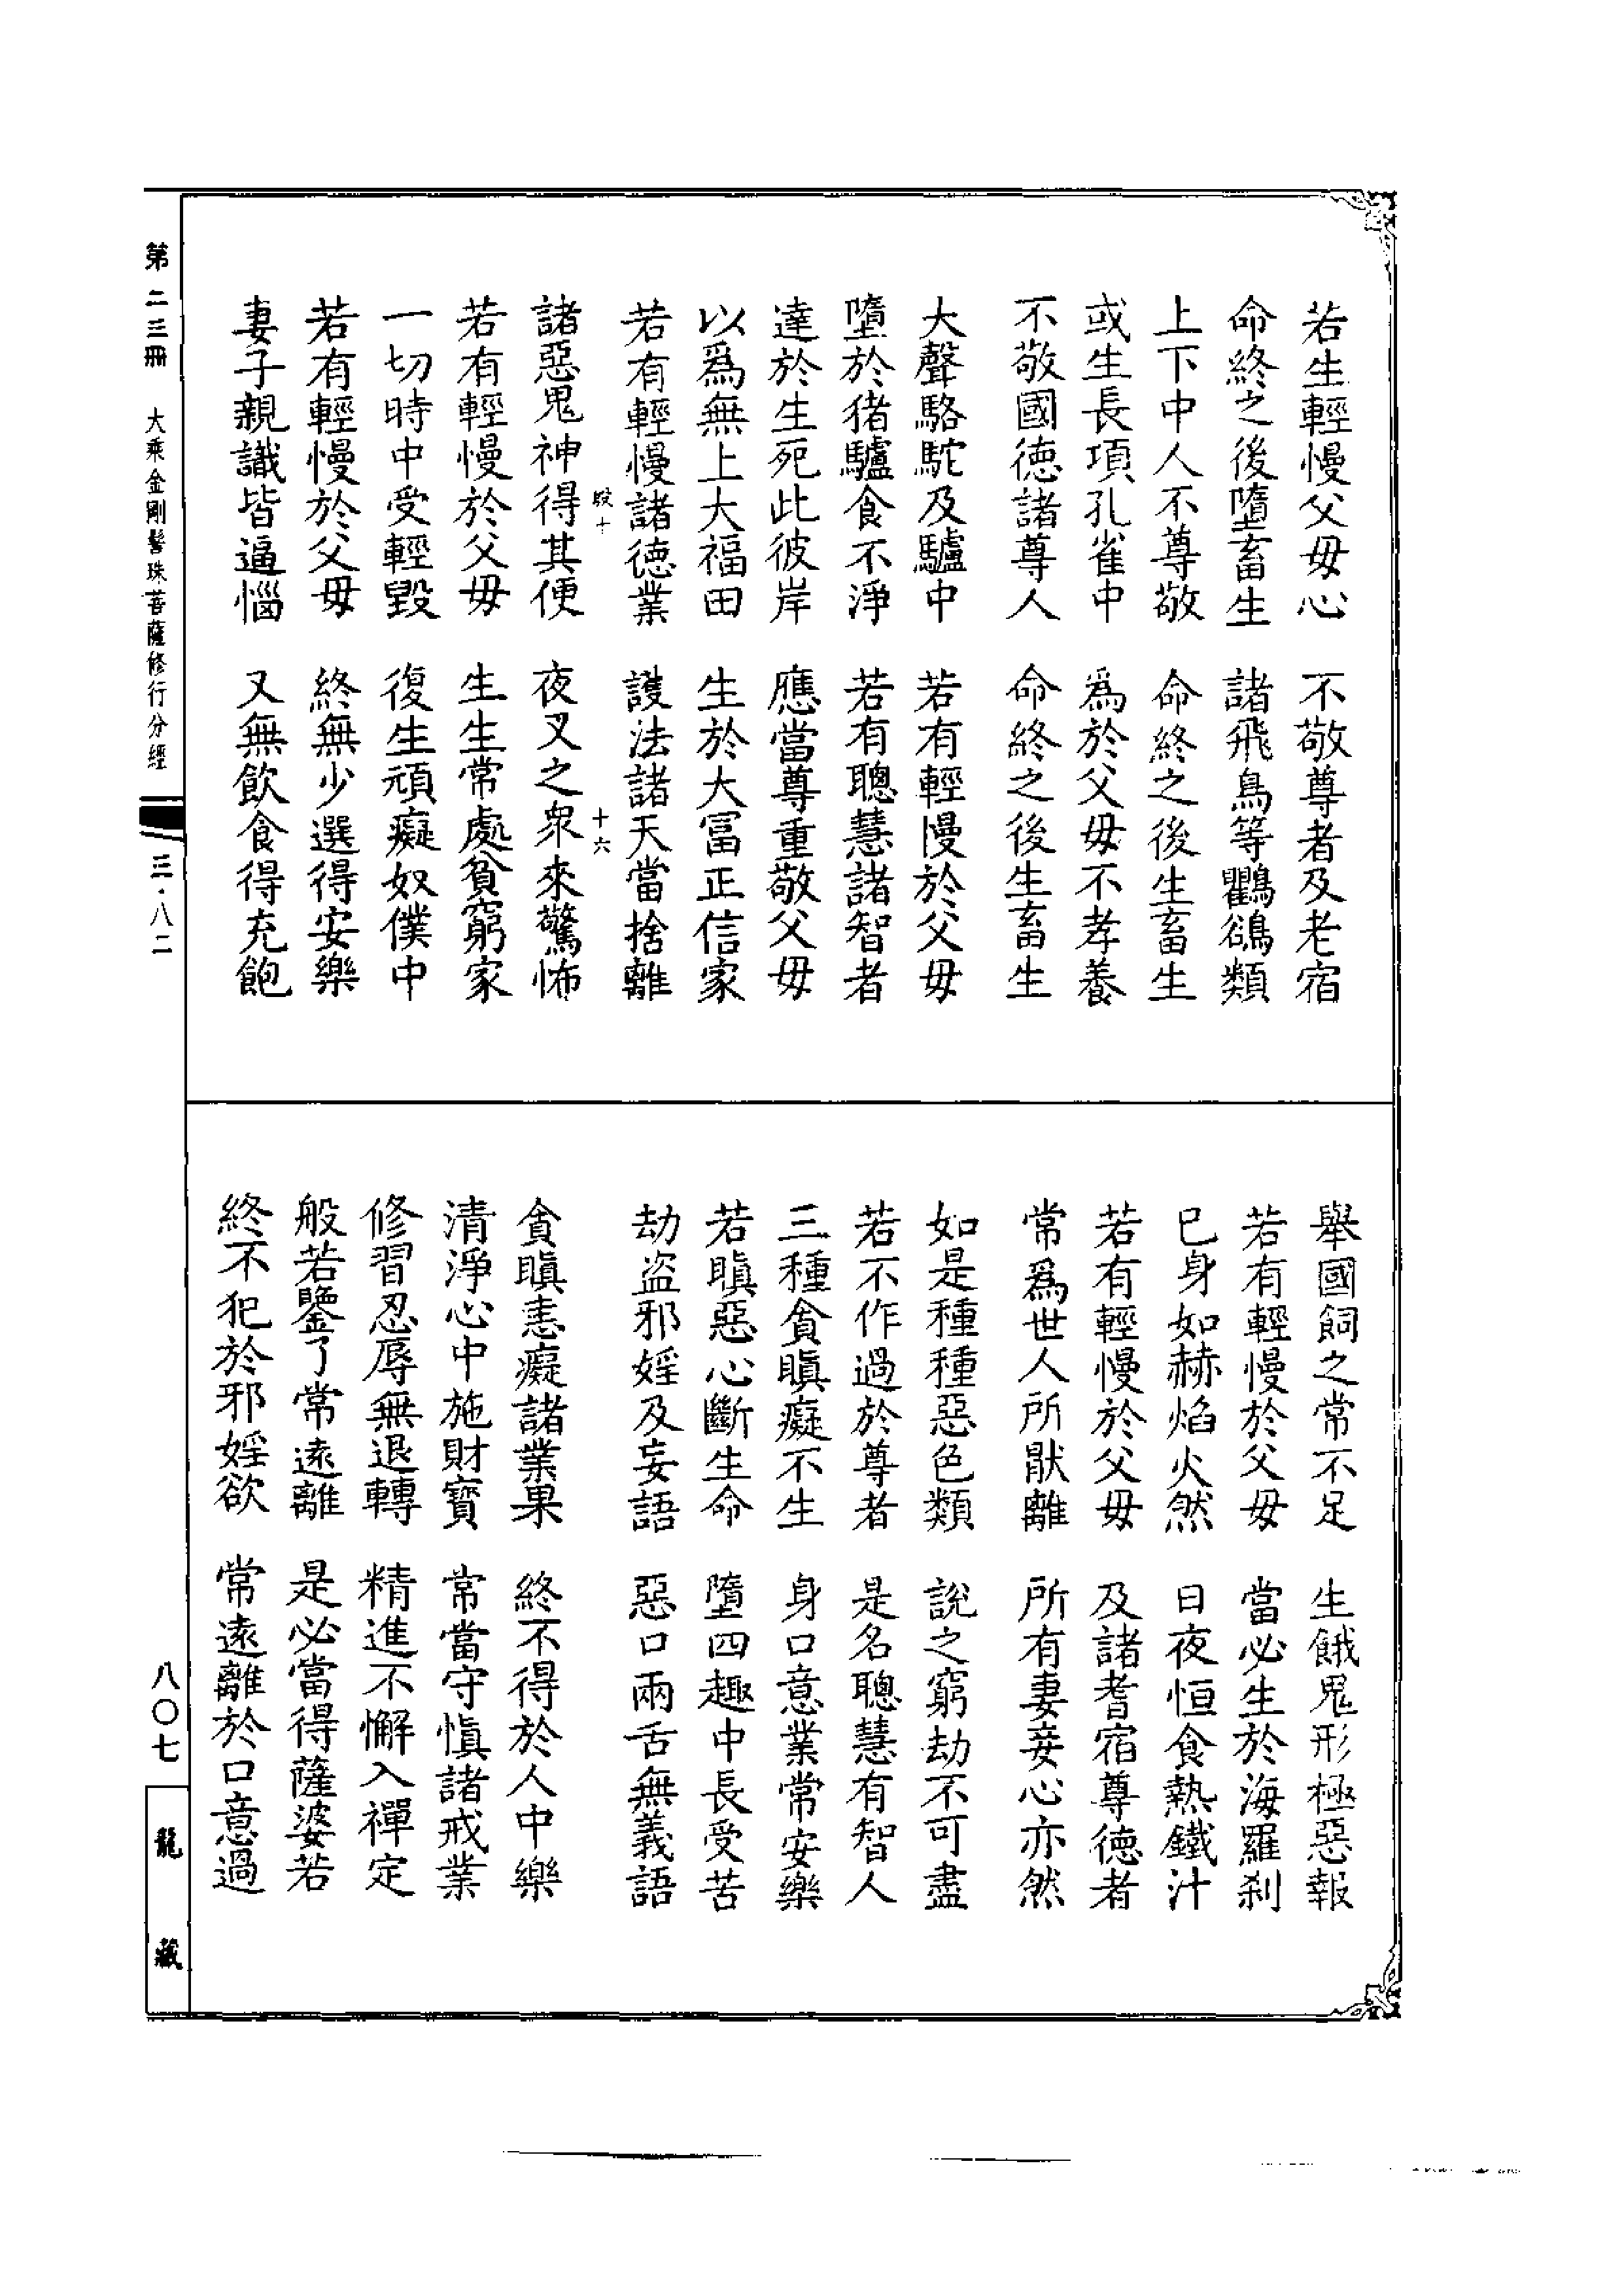 若生輕慢父母心　不敬尊者及老宿
命終之後墮畜生　諸飛鳥等鸜鵒類
上下中人不尊敬　命終之後生畜生
或生長項孔雀中　爲於父母不孝養
不敬國德諸尊人　命終之後生畜生
大聲駱駝及驢中　若有輕慢於父母
墮於猪驢食不淨　若有聰慧諸智者
達於生死此彼岸　應當尊重敬父母
以爲無上大福田　生於大富正信家
若有輕慢諸德業　護法諸天當捨離
十　十六
諸惡鬼神得其便　夜叉之衆來驚怖
若有輕慢於父母　生生常處貧窮家
一切時中受輕毀　復生頑癡奴僕中
若有輕慢於父母　終無少選得安樂
妻子親識皆逼惱　又無飲食得充飽
舉國飼之常不足　生餓鬼形極惡報
若有輕慢於父母　當必生於海羅刹
已身如赫焰火然　日夜恒食熱鐵汁
若有輕慢於父母　及諸耆宿尊德者
常爲世人所猒離　所有妻妾心亦然
如是種種惡色類　說之窮劫不可盡
若不作過於尊者　是名聰慧有智人
三種貪瞋癡不生　身口意業常安樂
若瞋惡心斷生命　墮四趣中長受苦
劫盜邪婬及妄語　惡口兩舌無義語
貪瞋恚癡諸業果　終不得於人中樂
清淨心中施財寶　常當守愼諸戒業
修習忍辱無退轉　精進不懈入禪定
般若鑒了常遠離　是必當得薩婆若
終不犯於邪婬欲　常遠離於口意過
第二三冊　大乘金剛髻珠菩薩修行分經　三·八二　八〇七　龍藏